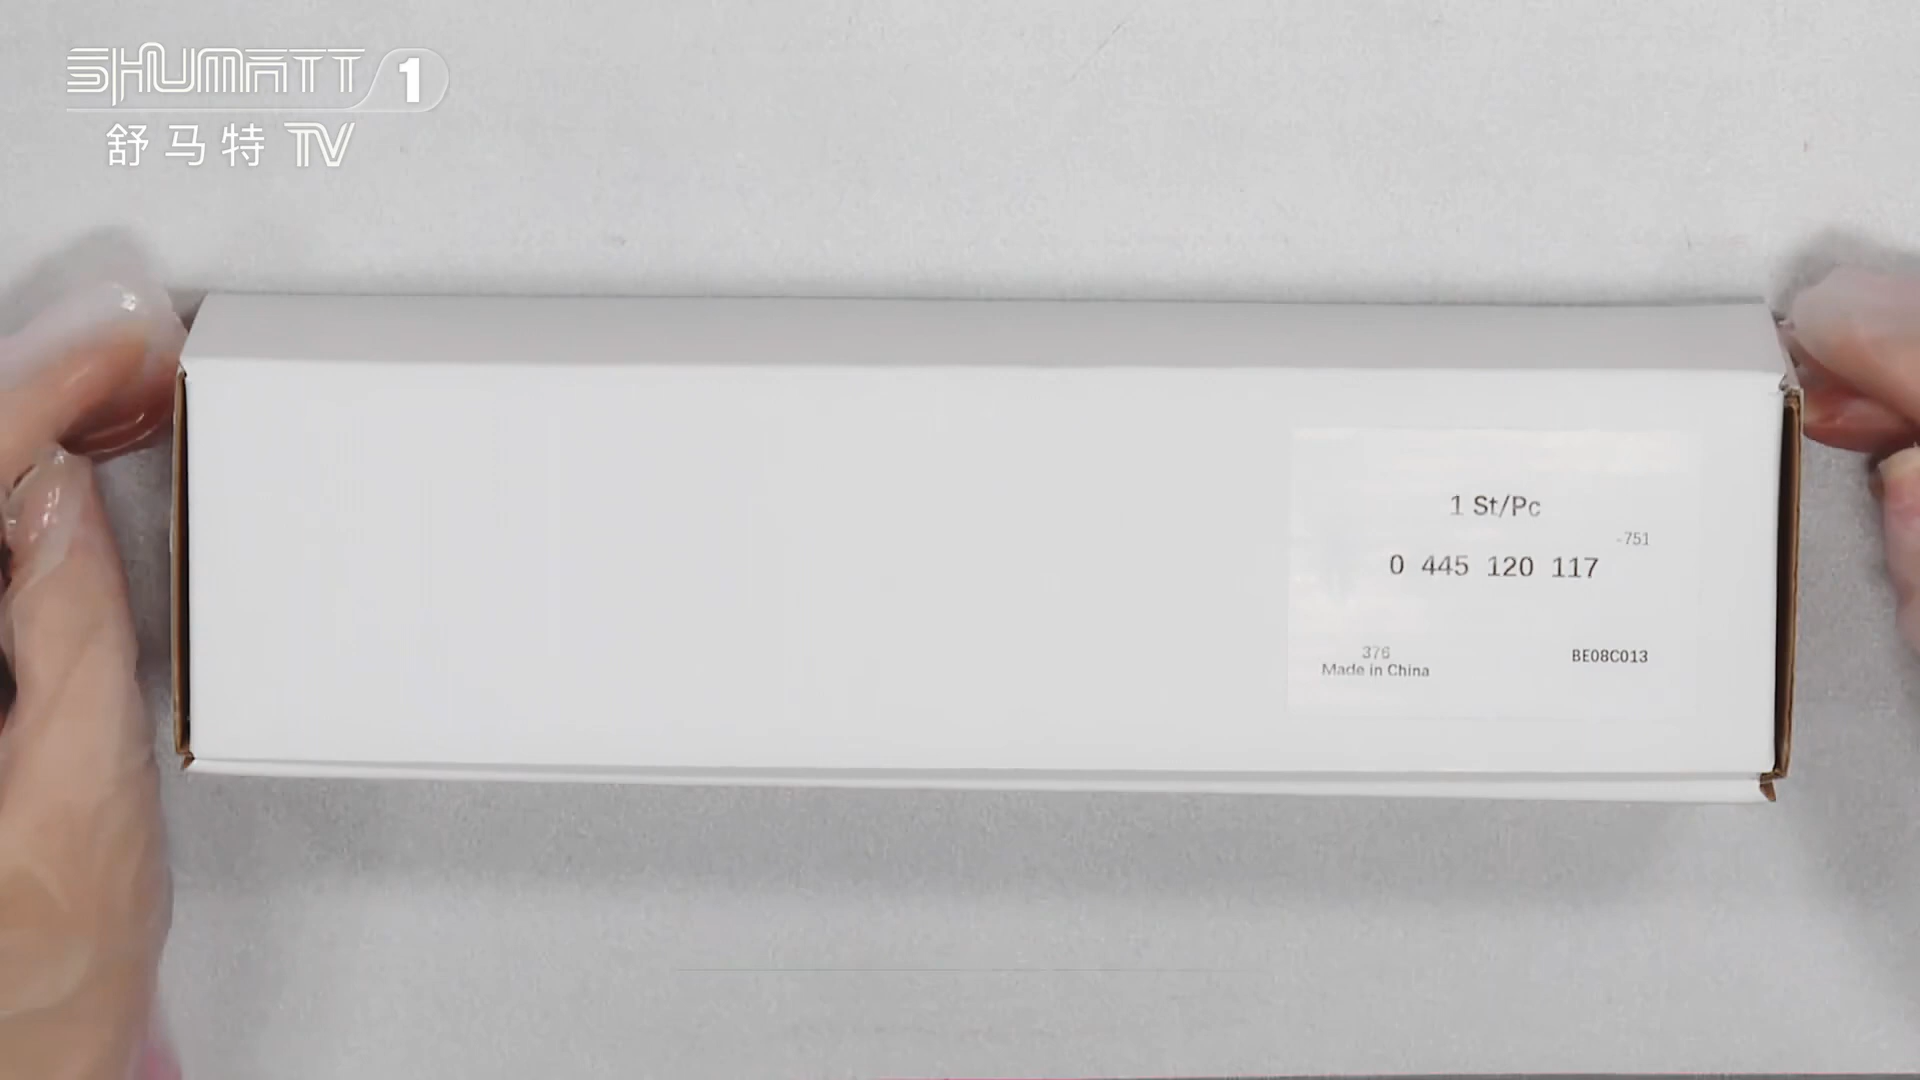 SHUMATT 1
舒马特 TV
1 St/Pc
-751
0 445 120 117
376
Made in China
BE08C013